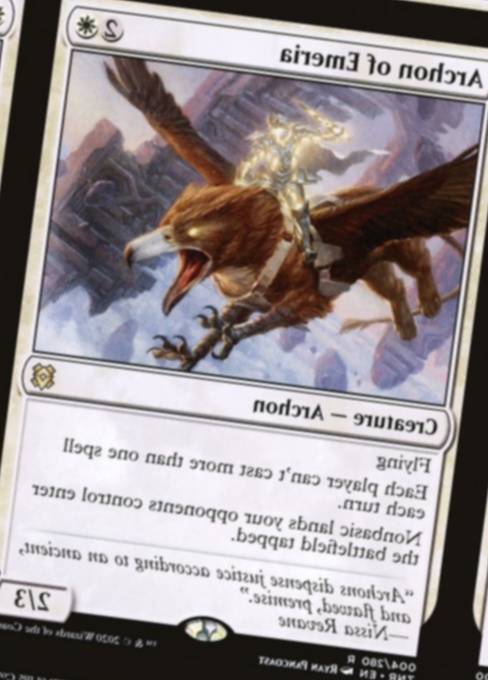 Archon of Emeria 2
Creature — Archon
Flying
Each player can't cast more than one spell
each turn.
Nonbasic lands your opponents control enter
the battlefield tapped.
"Archons dispense justice according to an ancient,
and flawed, premise."
—Nissa Revane
2/3
004/280 R
ZNR • EN RYAN PANCOAST
™ & © 2020 Wizards of the Coas